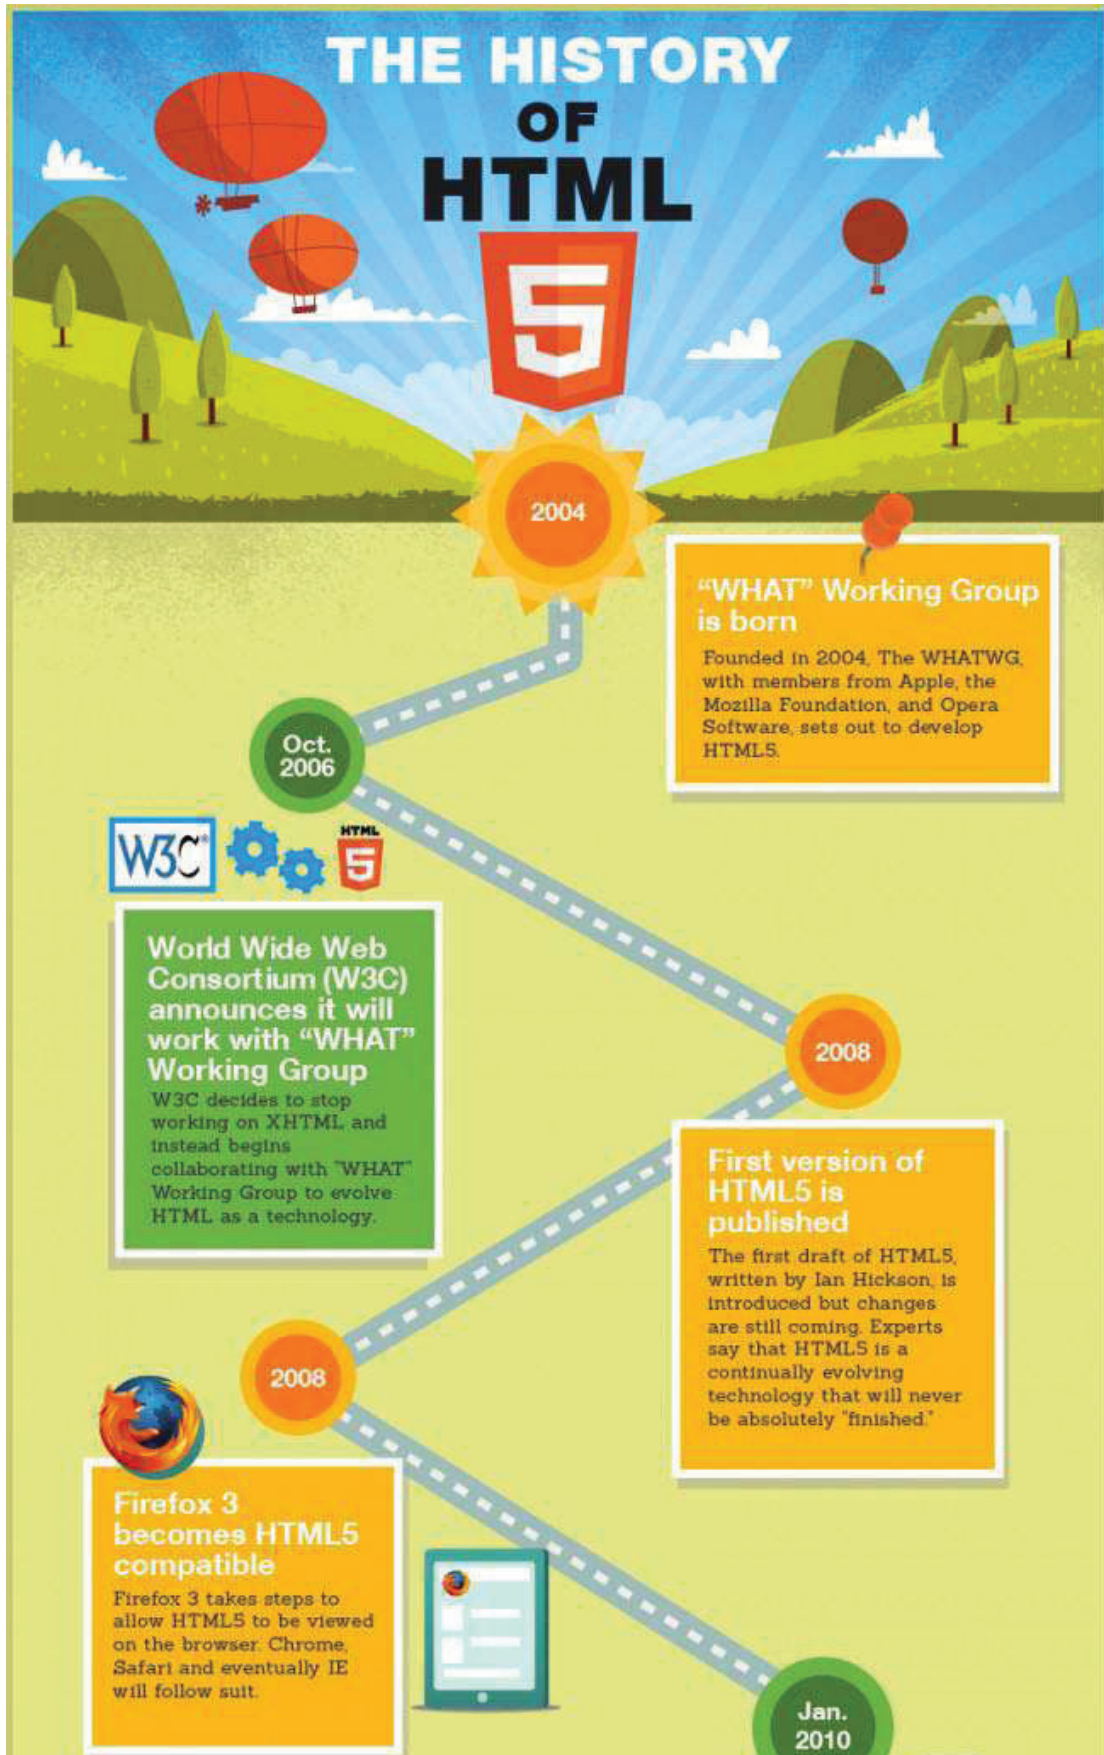 THE HISTORY
OF
HTML
5
2004
“WHAT” Working Group
is born
Founded in 2004, The WHATWG,
with members from Apple, the
Mozilla Foundation, and Opera
Software, sets out to develop
HTML5.
Oct.
2006
W3C®
HTML
5
World Wide Web
Consortium (W3C)
announces it will
work with “WHAT”
Working Group
W3C decides to stop
working on XHTML and
instead begins
collaborating with "WHAT"
Working Group to evolve
HTML as a technology.
2008
First version of
HTML5 is
published
The first draft of HTML5,
written by Ian Hickson, is
introduced but changes
are still coming. Experts
say that HTML5 is a
continually evolving
technology that will never
be absolutely "finished."
2008
Firefox 3
becomes HTML5
compatible
Firefox 3 takes steps to
allow HTML5 to be viewed
on the browser. Chrome,
Safari and eventually IE
will follow suit.
Jan.
2010